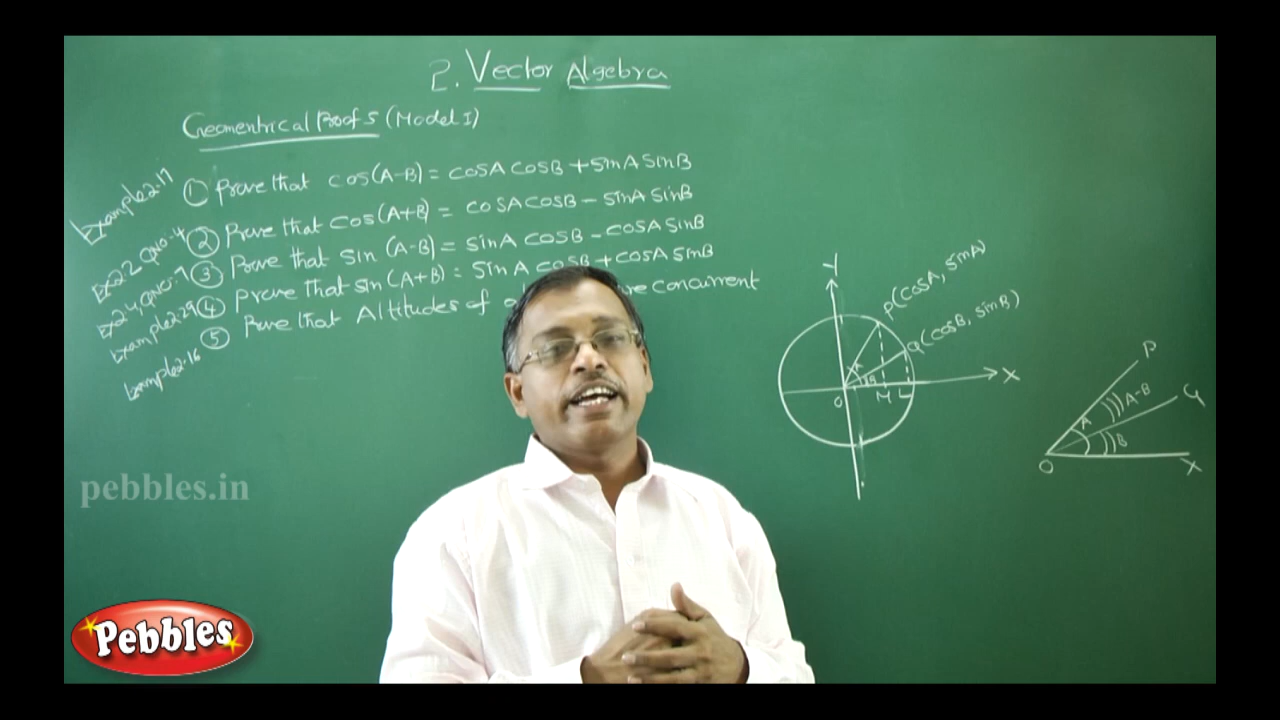 2. Vector Algebra
Geomentrical Proofs (Model I)
Example 2.17 ① Prove that cos(A-B) = cosA cosB + sinA sinB
Ex 2.2 QNO-4 ② Prove that cos(A+B) = cosA cosB - sinA sinB
Ex 2.4, QNO-7 ③ Prove that sin (A-B) = sinA cosB - cosA sinB
Example 2.29 ④ Prove that sin(A+B) = sinA cosB + cosA sinB
Example 2.16 ⑤ Prove that Altitudes of concurrent
Y
P(cosA, sinA)
Q(cosB, sinB)
O M L X
P
A-B
Q
A
B
O X
pebbles.in
Pebbles